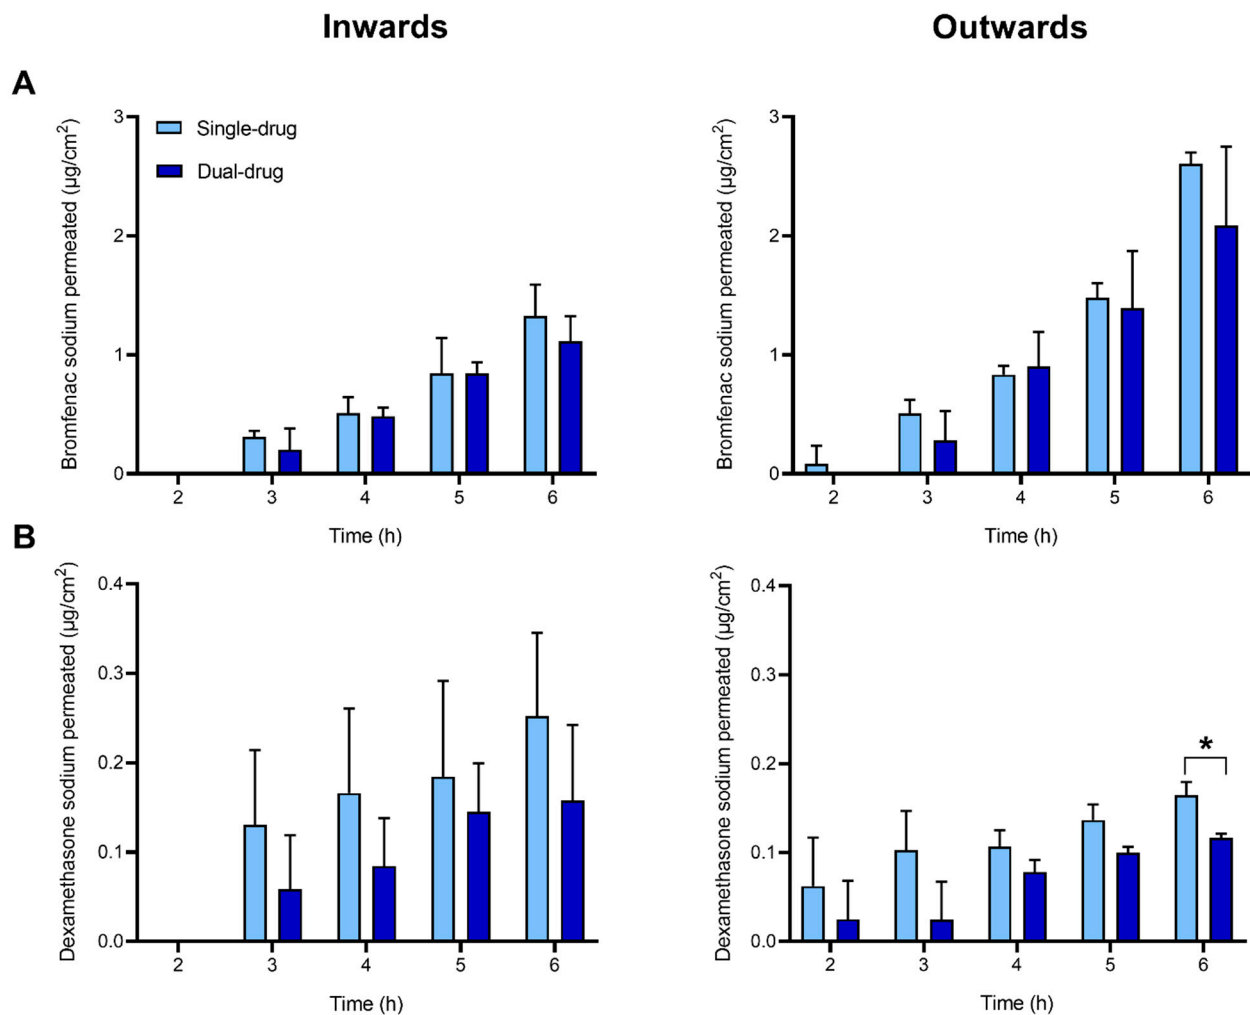 Inwards
Outwards
A
Bromfenac sodium permeated (µg/cm²)
3
2
1
0
Single-drug
Dual-drug
2 3 4 5 6
Time (h)
Bromfenac sodium permeated (µg/cm²)
3
2
1
0
2 3 4 5 6
Time (h)
B
Dexamethasone sodium permeated (µg/cm²)
0.4
0.3
0.2
0.1
0.0
2 3 4 5 6
Time (h)
Dexamethasone sodium permeated (µg/cm²)
0.4
0.3
0.2
0.1
0.0
*
2 3 4 5 6
Time (h)